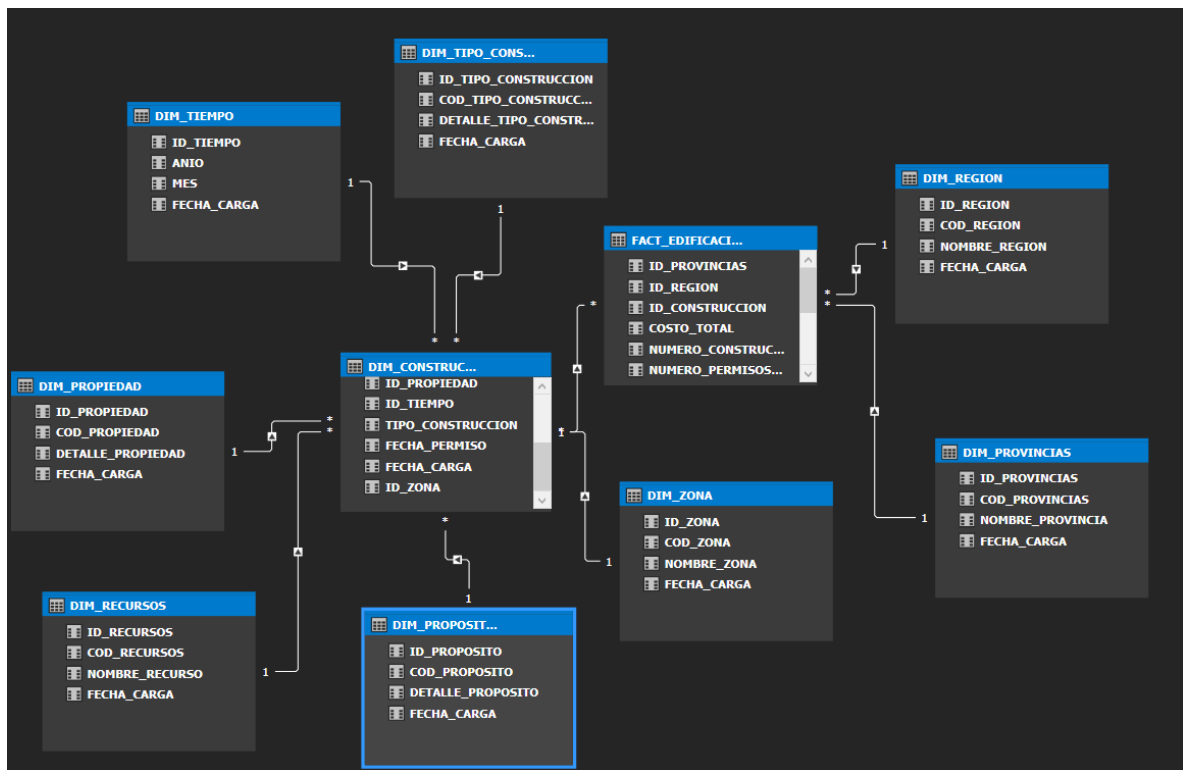 DIM_TIPO_CONS...
ID_TIPO_CONSTRUCCION
COD_TIPO_CONSTRUCC...
DETALLE_TIPO_CONSTR...
FECHA_CARGA
1
DIM_TIEMPO
ID_TIEMPO
ANIO
MES
FECHA_CARGA
1
DIM_REGION
ID_REGION
COD_REGION
NOMBRE_REGION
FECHA_CARGA
1
*
FACT_EDIFICACI...
ID_PROVINCIAS
ID_REGION
ID_CONSTRUCCION
COSTO_TOTAL
NUMERO_CONSTRUC...
NUMERO_PERMISOS...
*
*
*
*
DIM_CONSTRUC...
ID_PROPIEDAD
ID_TIEMPO
TIPO_CONSTRUCCION
FECHA_PERMISO
FECHA_CARGA
ID_ZONA
*
1
*
*
*
DIM_PROPIEDAD
ID_PROPIEDAD
COD_PROPIEDAD
DETALLE_PROPIEDAD
FECHA_CARGA
1
DIM_PROVINCIAS
ID_PROVINCIAS
COD_PROVINCIAS
NOMBRE_PROVINCIA
FECHA_CARGA
1
DIM_ZONA
ID_ZONA
COD_ZONA
NOMBRE_ZONA
FECHA_CARGA
1
DIM_RECURSOS
ID_RECURSOS
COD_RECURSOS
NOMBRE_RECURSO
FECHA_CARGA
1
DIM_PROPOSIT...
ID_PROPOSITO
COD_PROPOSITO
DETALLE_PROPOSITO
FECHA_CARGA
1